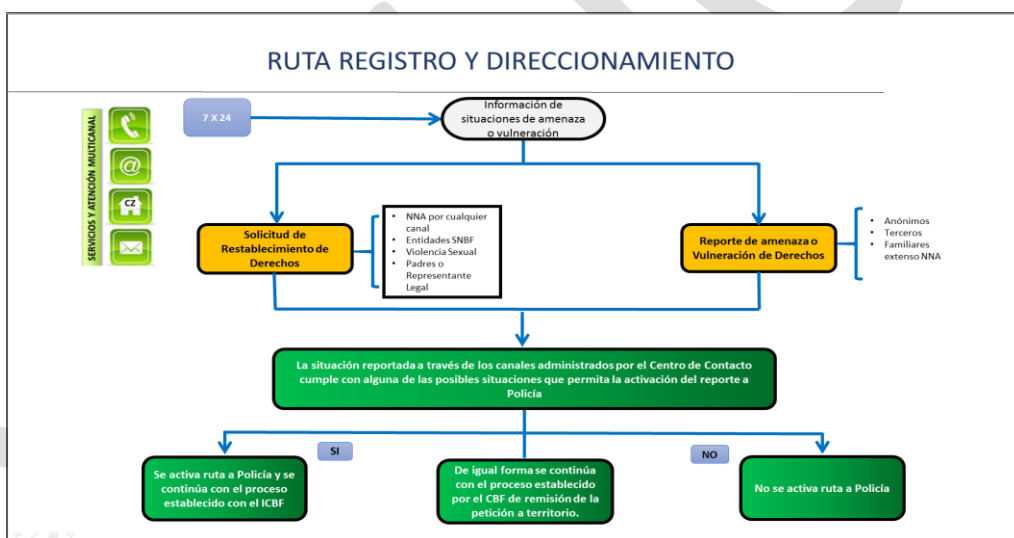 RUTA REGISTRO Y DIRECCIONAMIENTO
SERVICIOS Y ATENCIÓN MULTICANAL
@
CZ
7 X 24
Información de
situaciones de amenaza
o vulneración
Solicitud de
Restablecimiento de
Derechos
• NNA por cualquier
canal
• Entidades SNBF
• Violencia Sexual
• Padres o
Representante
Legal
Reporte de amenaza o
Vulneración de Derechos
• Anónimos
• Terceros
• Familiares
extenso NNA
La situación reportada a través de los canales administrados por el Centro de Contacto
cumple con alguna de las posibles situaciones que permita la activación del reporte a
Policía
SI
NO
Se activa ruta a Policía y se
continúa con el proceso
establecido con el ICBF
De igual forma se continúa
con el proceso establecido
por el CBF de remisión de la
petición a territorio.
No se activa ruta a Policía